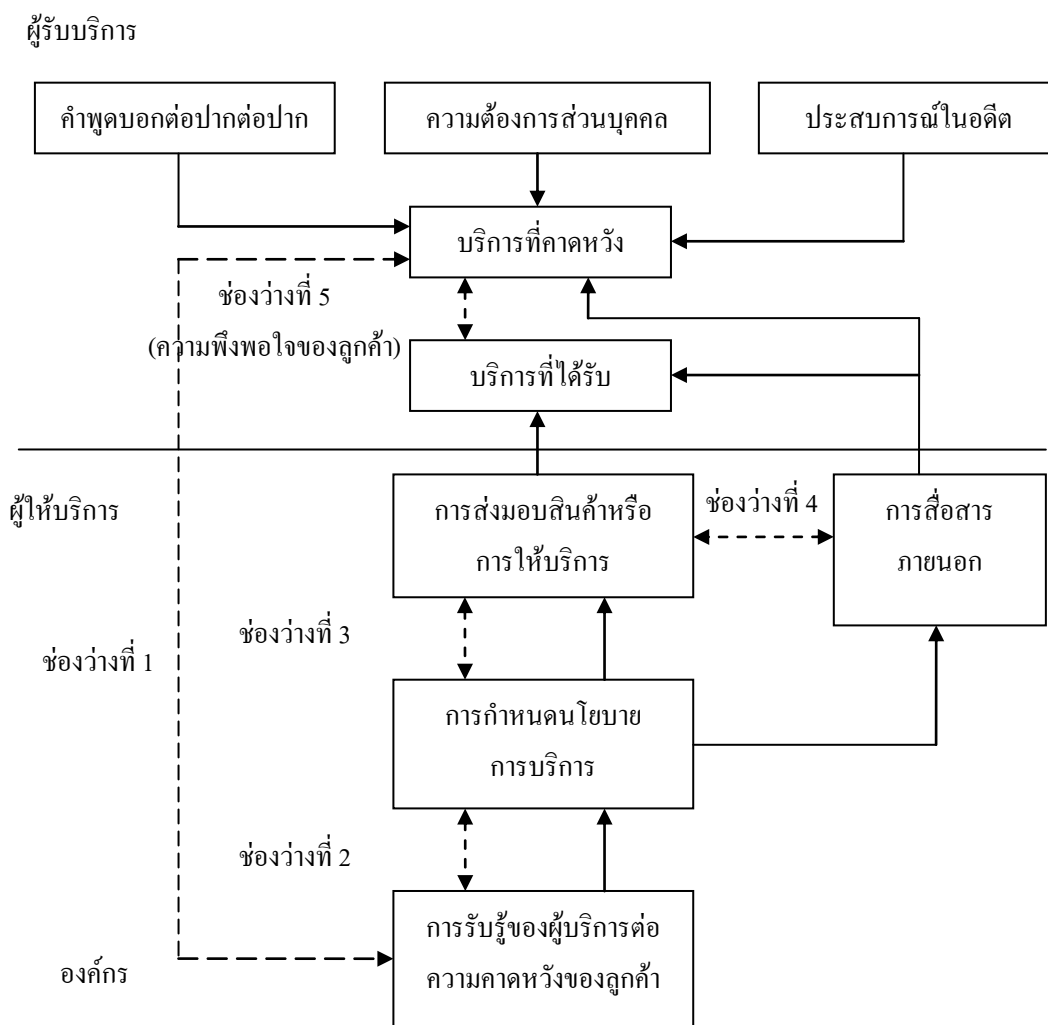 ผู้รับบริการ
คำพูดบอกต่อปากต่อปาก
ความต้องการส่วนบุคคล
ประสบการณ์ในอดีต
บริการที่คาดหวัง
ช่องว่างที่ 5
(ความพึงพอใจของลูกค้า)
บริการที่ได้รับ
ผู้ให้บริการ
การส่งมอบสินค้าหรือ
การให้บริการ
ช่องว่างที่ 4
การสื่อสาร
ภายนอก
ช่องว่างที่ 3
ช่องว่างที่ 1
การกำหนดนโยบาย
การบริการ
ช่องว่างที่ 2
การรับรู้ของผู้บริการต่อ
ความคาดหวังของลูกค้า
องค์กร